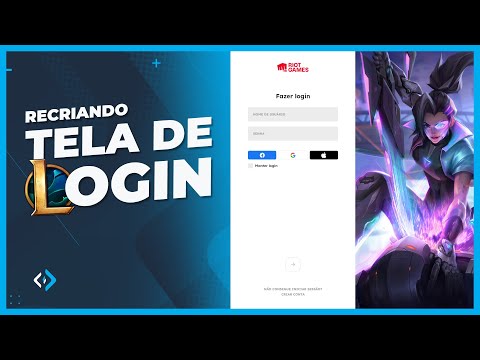 RECRIANDO
TELA DE
LOGIN
RIOT
GAMES
Fazer login
NOME DE USUÁRIO
SENHA
Manter login
NÃO CONSEGUE INICIAR SESSÃO?
CRIAR CONTA